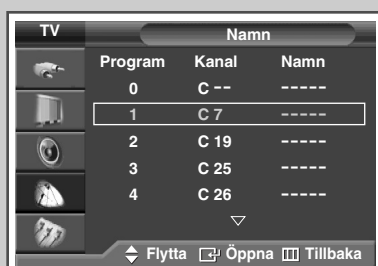 TV Namn
Program Kanal Namn
0 C -- -----
1 C 7 -----
2 C 19 -----
3 C 25 -----
4 C 26 -----
Flytta Öppna Tillbaka